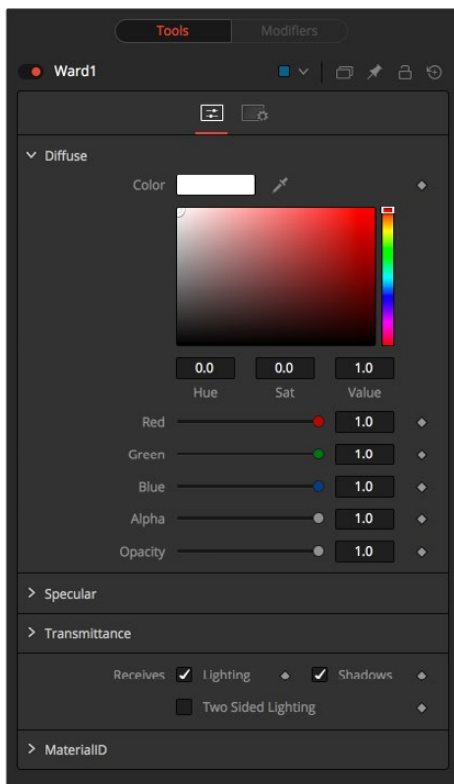 Tools Modifiers
Ward1
Diffuse
Color
0.0 0.0 1.0
Hue Sat Value
Red 1.0
Green 1.0
Blue 1.0
Alpha 1.0
Opacity 1.0
Specular
Transmittance
Receives Lighting Shadows
Two Sided Lighting
MaterialID